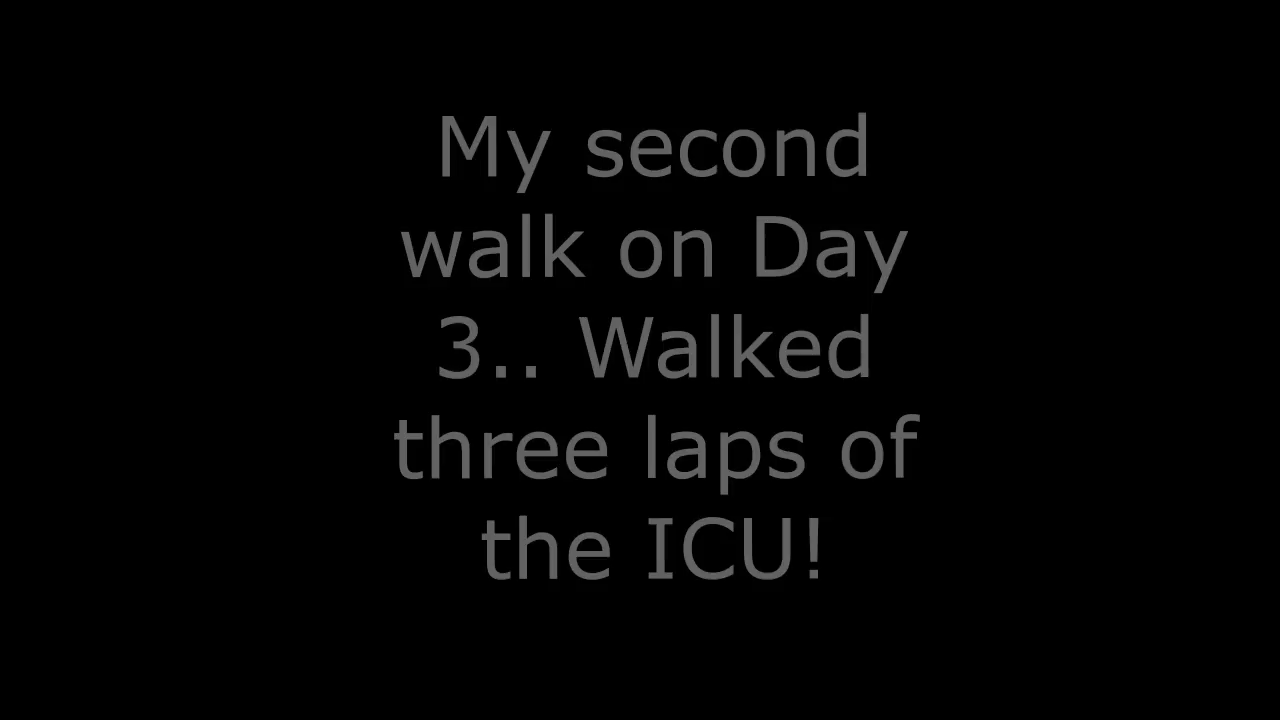 My second
walk on Day
3.. Walked
three laps of
the ICU!